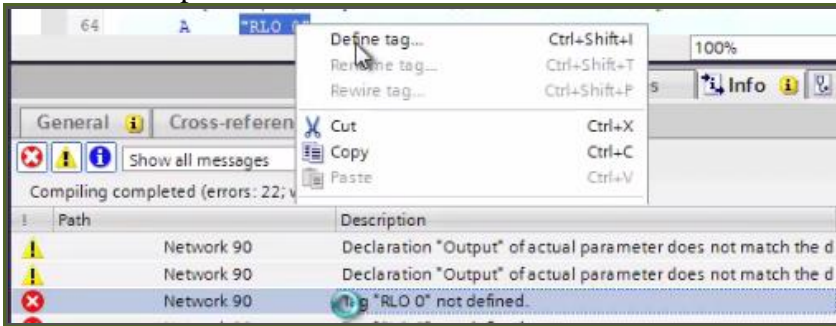 64 A "RLO 0"
Define tag... Ctrl+Shift+I
100%
Rename tag... Ctrl+Shift+T
Rewire tag... Ctrl+Shift+P
Info
General Cross-referen
Cut Ctrl+X
Show all messages
Copy Ctrl+C
Paste Ctrl+V
Compiling completed (errors: 22;
! Path Description
Network 90 Declaration "Output" of actual parameter does not match the d
Network 90 Declaration "Output" of actual parameter does not match the d
Network 90 Tag "RLO 0" not defined.